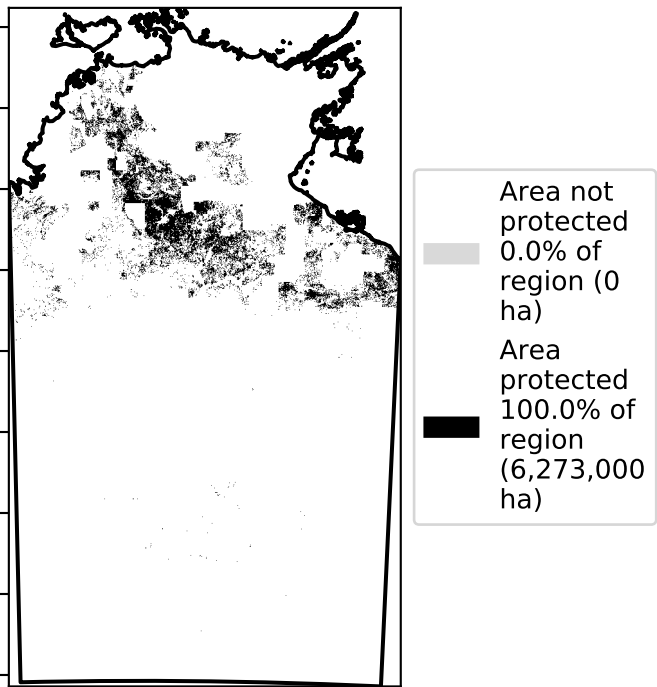 Area not
protected
0.0% of
region (0
ha)
Area
protected
100.0% of
region
(6,273,000
ha)